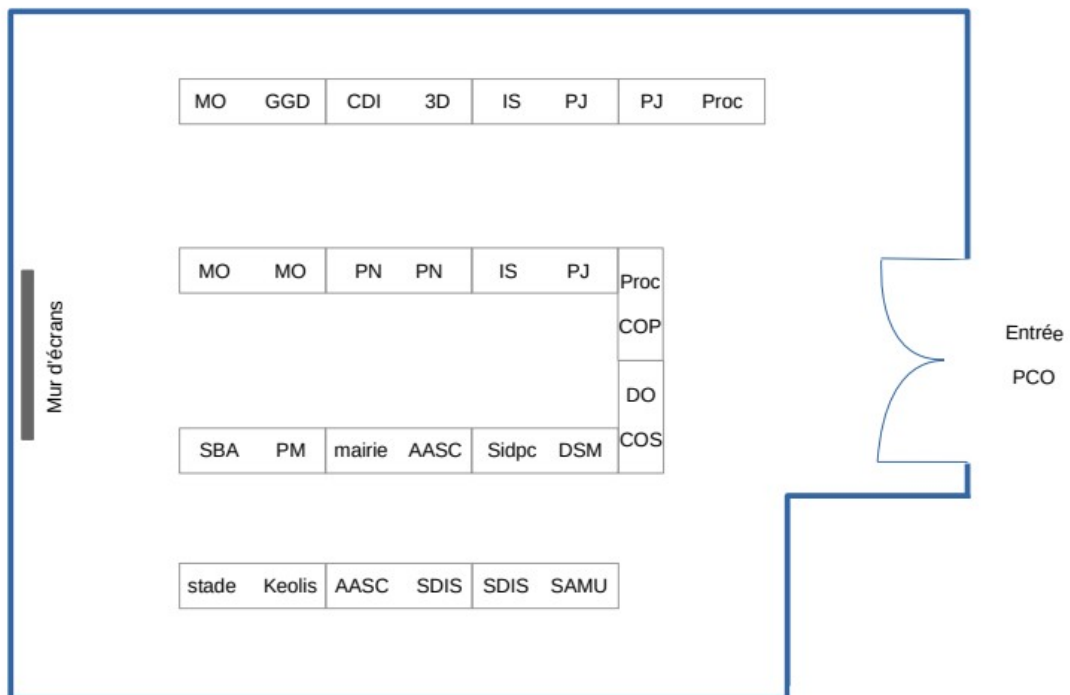 MO GGD CDI 3D IS PJ PJ Proc
MO MO PN PN IS PJ
Proc
COP
DO
COS
Mur d'écrans
Entrée
PCO
SBA PM mairie AASC Sidpc DSM
stade Keolis AASC SDIS SDIS SAMU